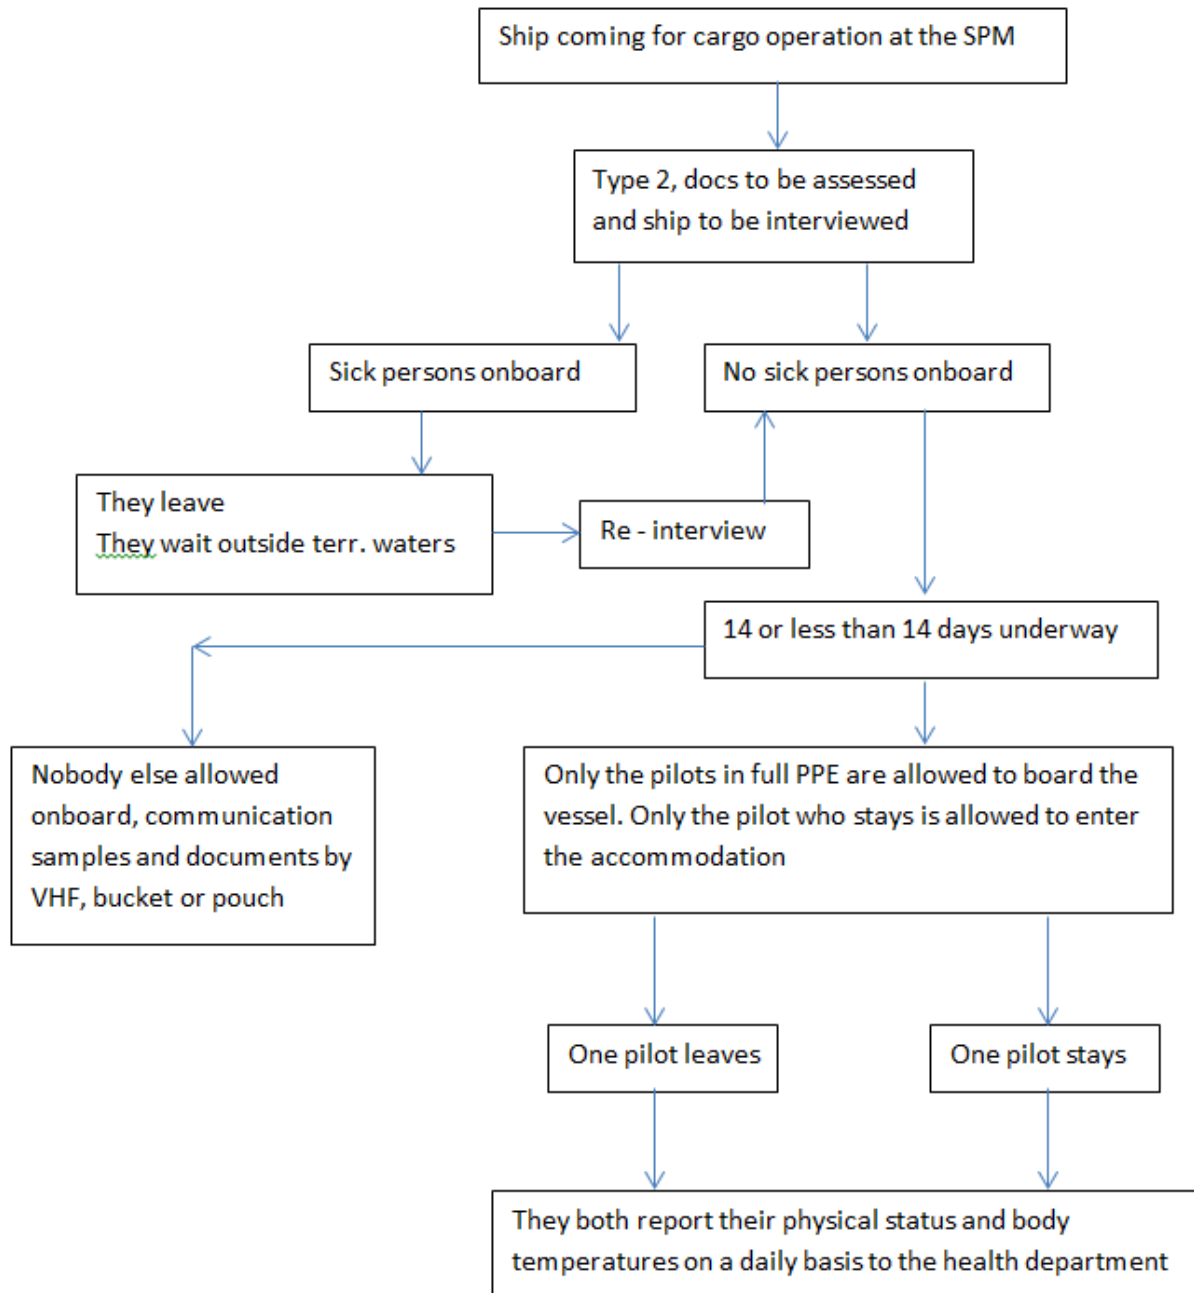 Ship coming for cargo operation at the SPM
Type 2, docs to be assessed
and ship to be interviewed
Sick persons onboard
No sick persons onboard
They leave
They wait outside terr. waters
Re - interview
14 or less than 14 days underway
Nobody else allowed
onboard, communication
samples and documents by
VHF, bucket or pouch
Only the pilots in full PPE are allowed to board the
vessel. Only the pilot who stays is allowed to enter
the accommodation
One pilot leaves
One pilot stays
They both report their physical status and body
temperatures on a daily basis to the health department